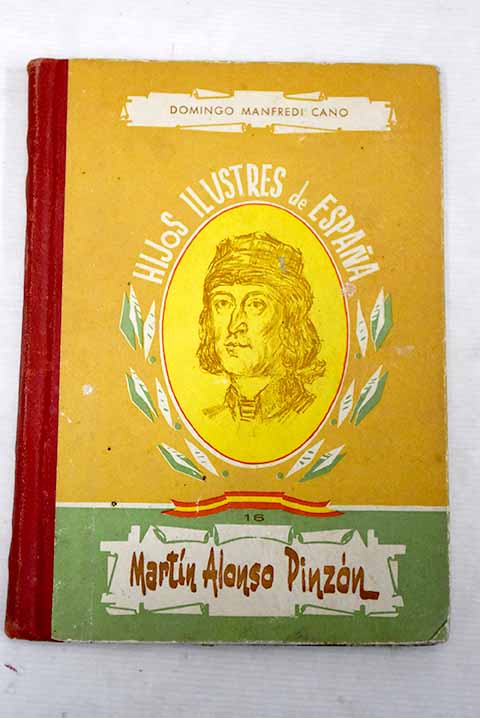 DOMINGO MANFREDI CANO
HIJOS ILUSTRES de ESPAÑA
16
Martín Alonso Pinzón